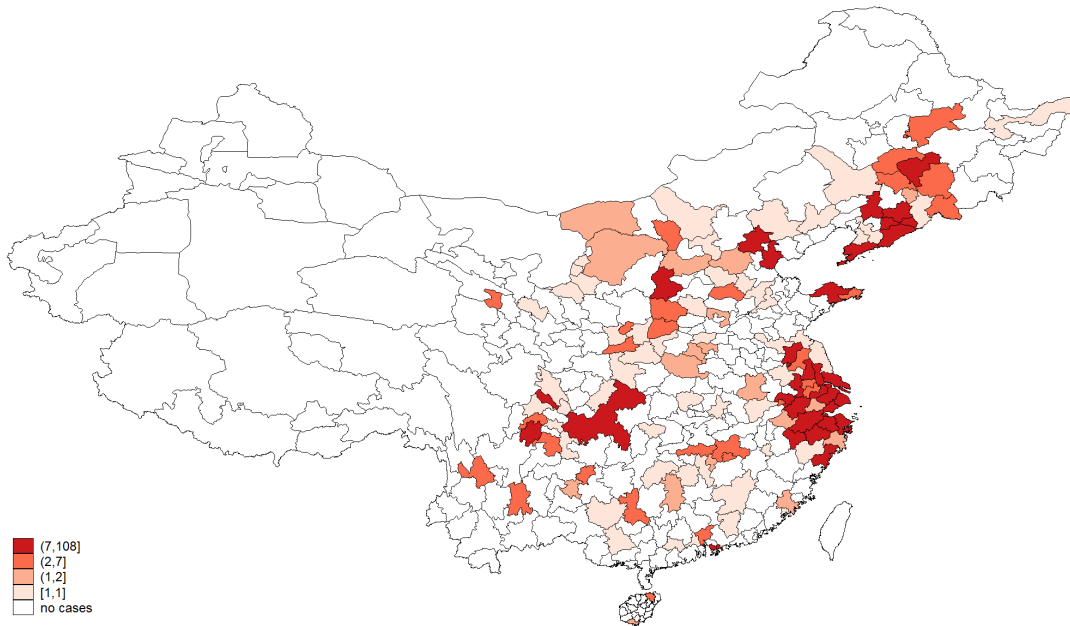 (7,108]
(2,7]
(1,2]
[1,1]
no cases